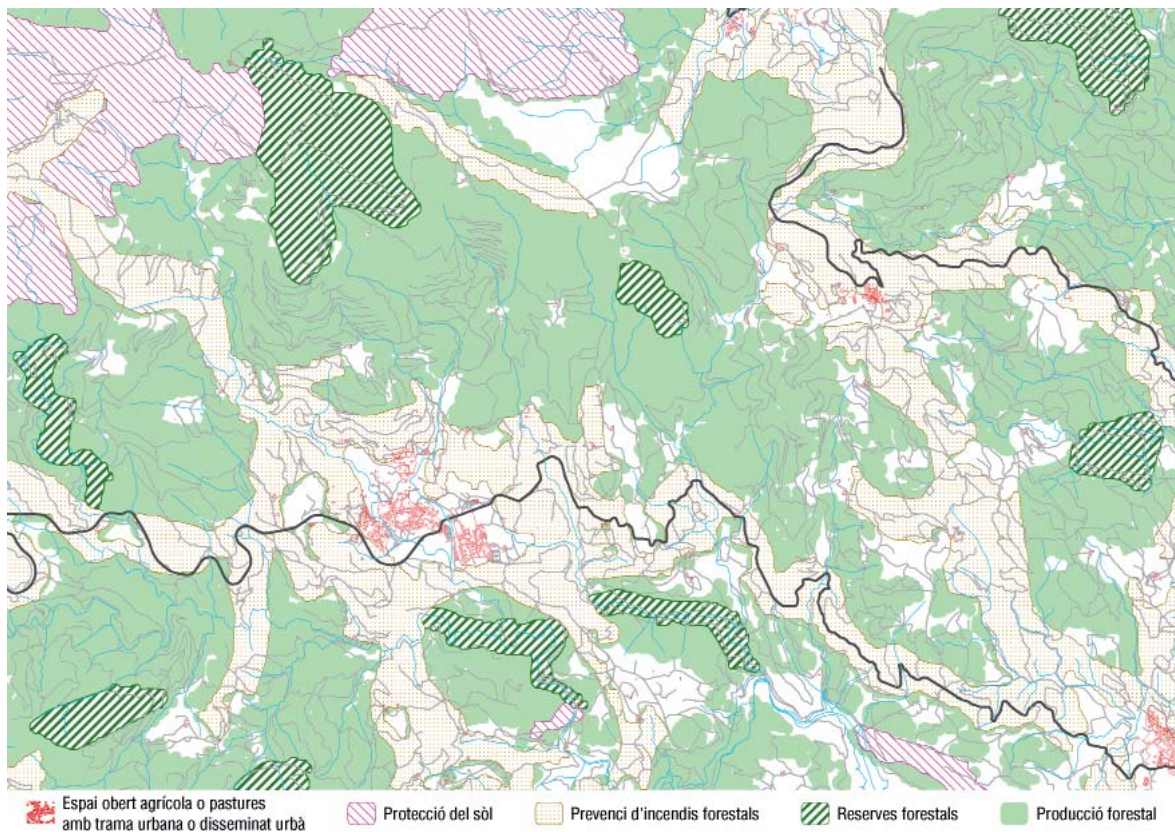 Espai obert agrícola o pastures
amb trama urbana o disseminat urbà
Protecció del sòl
Prevenci d'incendis forestals
Reserves forestals
Producció forestal